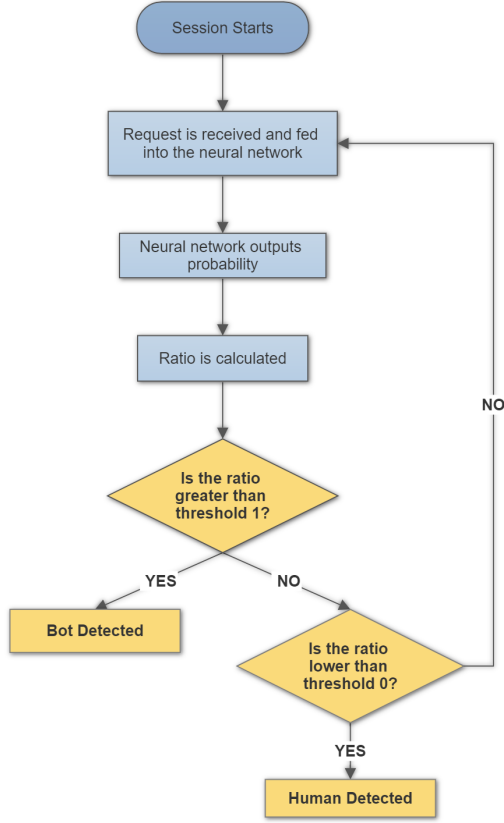 Session Starts
Request is received and fed
into the neural network
Neural network outputs
probability
Ratio is calculated
Is the ratio
greater than
threshold 1?
YES
NO
Bot Detected
Is the ratio
lower than
threshold 0?
NO
YES
Human Detected